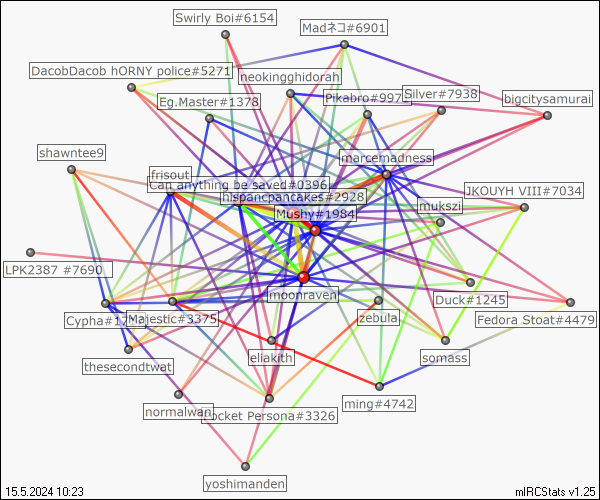 Swirly Boi#6154
Madネコ#6901
DacobDacob hORNY police#5271
neokingghidorah
Eg.Master#1378
Pikabro#997
Silver#7938
bigcitysamurai
shawntee9
marcemadness
frisout
Can anything be saved#0396
JKOUYH VIII#7034
hispancpancakes#2928
mukszi
Mushy#1984
LPK2387 #7690
moonraven
Duck#1245
Cypha#1
Majestic#3375
zebula
Fedora Stoat#4479
eliakith
somass
thesecondtwat
normalwan
Pocket Persona#3326
ming#4742
yoshimanden
15.5.2024 10:23
mIRCStats v1.25